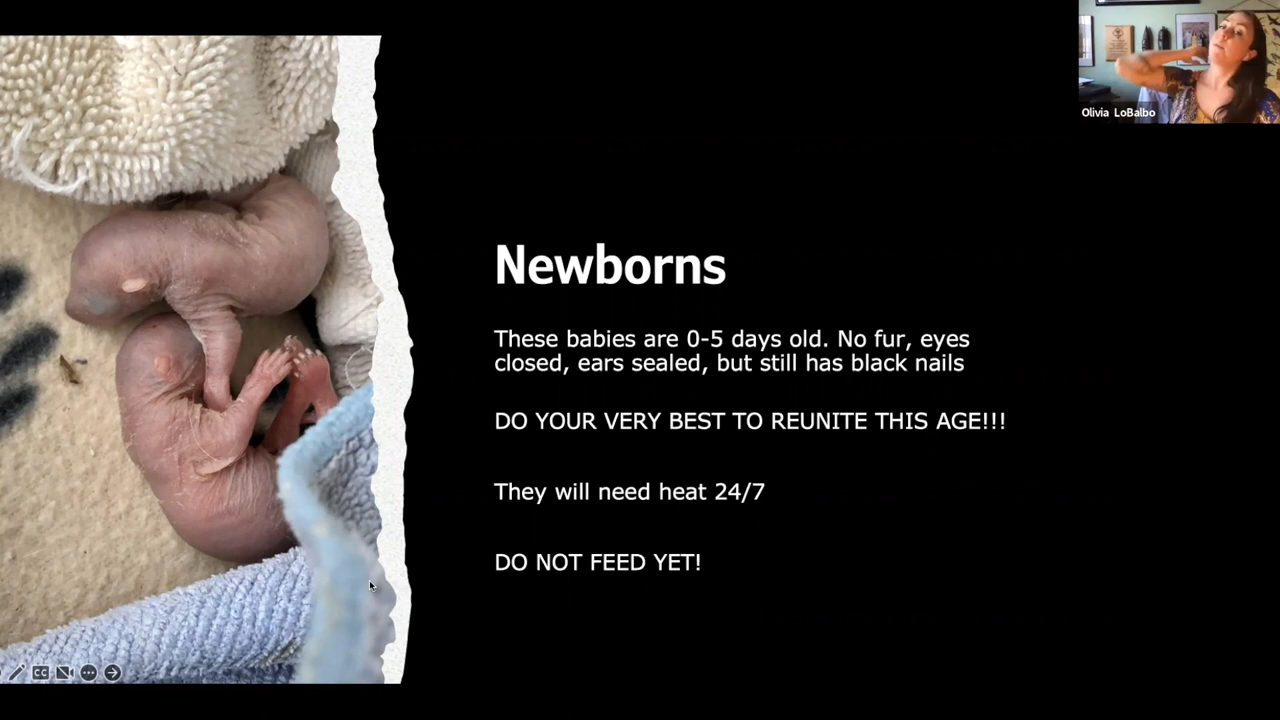 Olivia LoBalbo
Newborns
These babies are 0-5 days old. No fur, eyes
closed, ears sealed, but still has black nails
DO YOUR VERY BEST TO REUNITE THIS AGE!!!
They will need heat 24/7
DO NOT FEED YET!
CC